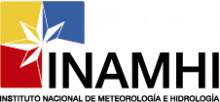 INAMHI
INSTITUTO NACIONAL DE METEOROLOGÍA E HIDROLOGÍA